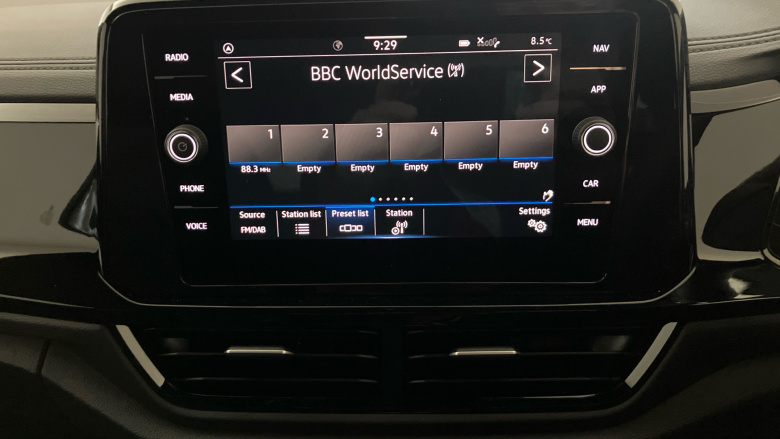 RADIO
MEDIA
PHONE
VOICE
9:29
8.5°C
BBC WorldService
1 2 3 4 5 6
88.3 MHz Empty Empty Empty Empty Empty
Source Station list Preset list Station Settings
FM/DAB
NAV
APP
CAR
MENU